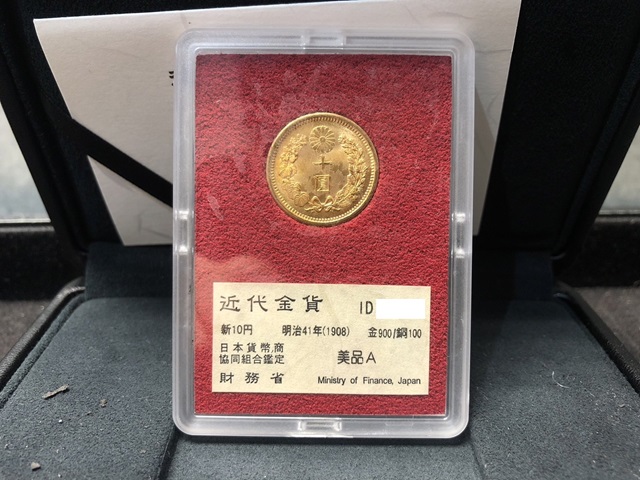 十
圓
近代金貨 ID
新10円 明治41年(1908) 金900/銅100
日本貨幣商
協同組合鑑定 美品A
財務省 Ministry of Finance, Japan